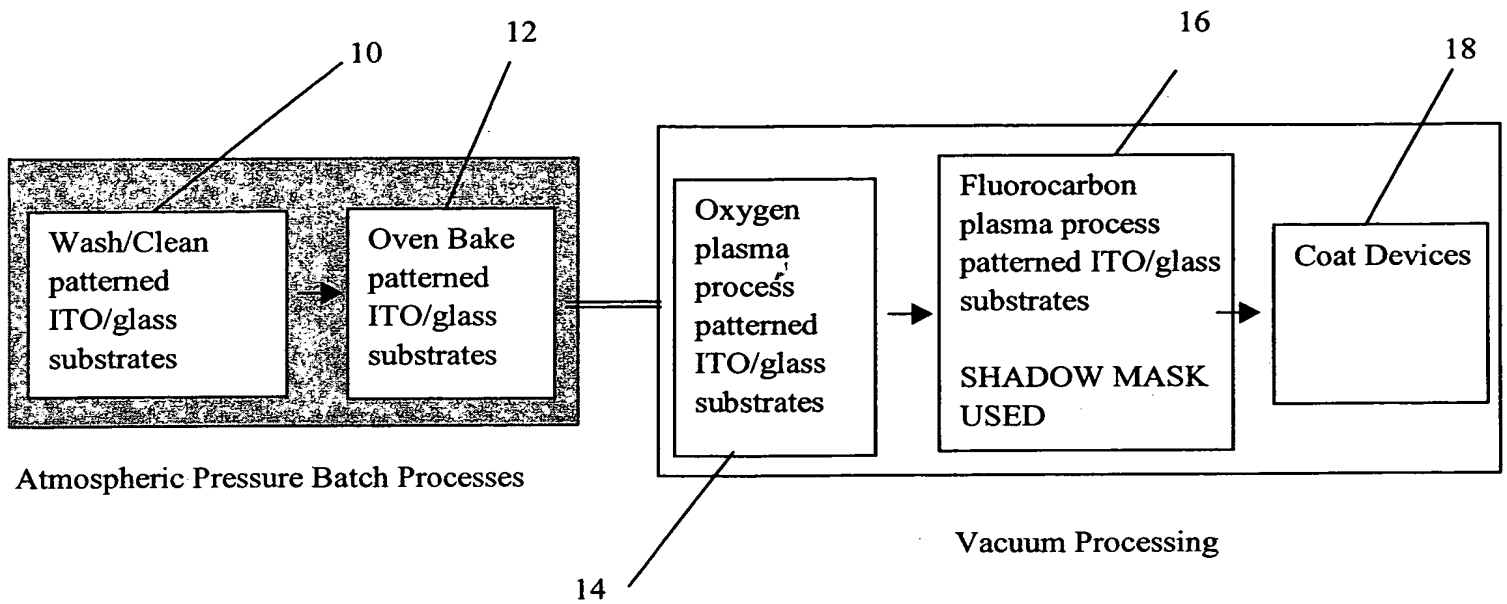 10
12
16
18
Wash/Clean
patterned
ITO/glass
substrates
Oven Bake
patterned
ITO/glass
substrates
Oxygen
plasma
process
patterned
ITO/glass
substrates
Fluorocarbon
plasma process
patterned ITO/glass
substrates
SHADOW MASK
USED
Coat Devices
Atmospheric Pressure Batch Processes
Vacuum Processing
14